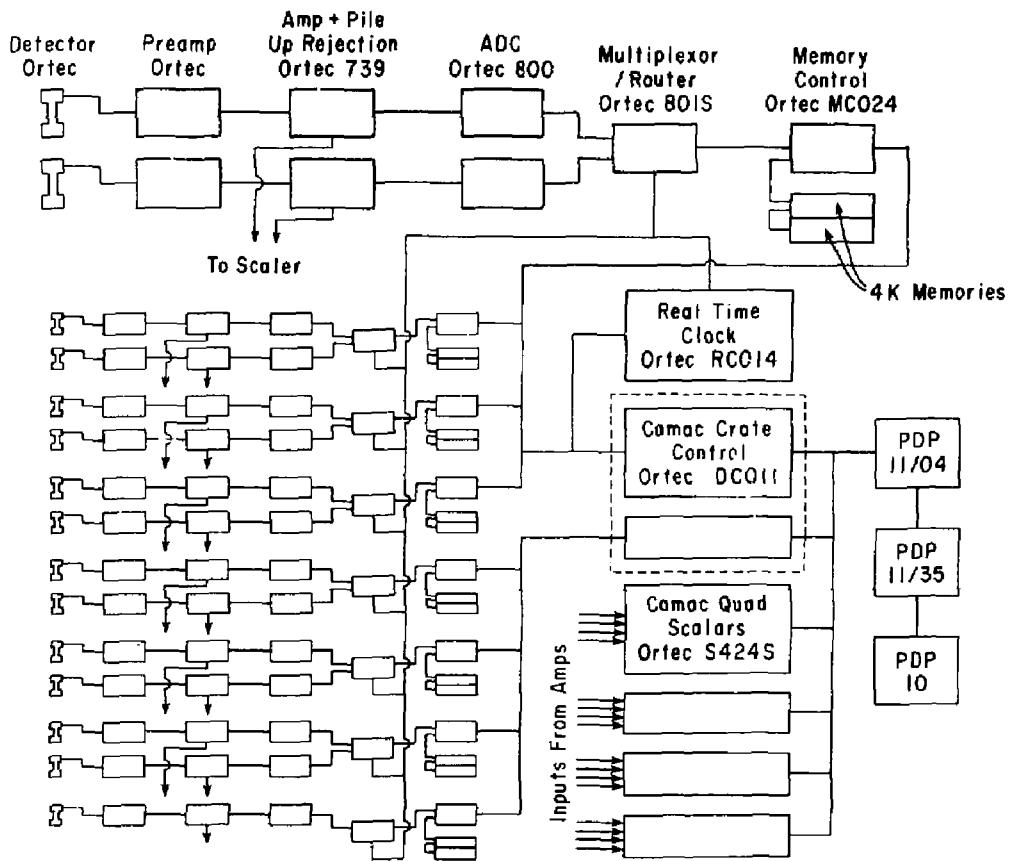 Detector
Ortec
Preamp
Ortec
Amp + Pile
Up Rejection
Ortec 739
ADC
Ortec 800
Multiplexor
/Router
Ortec 801S
Memory
Control
Ortec MC024
To Scaler
4K Memories
Real Time
Clock
Ortec RC014
Camac Crate
Control
Ortec DC011
PDP
11/04
PDP
11/35
PDP
10
Camac Quad
Scalars
Ortec S424S
Inputs From Amps